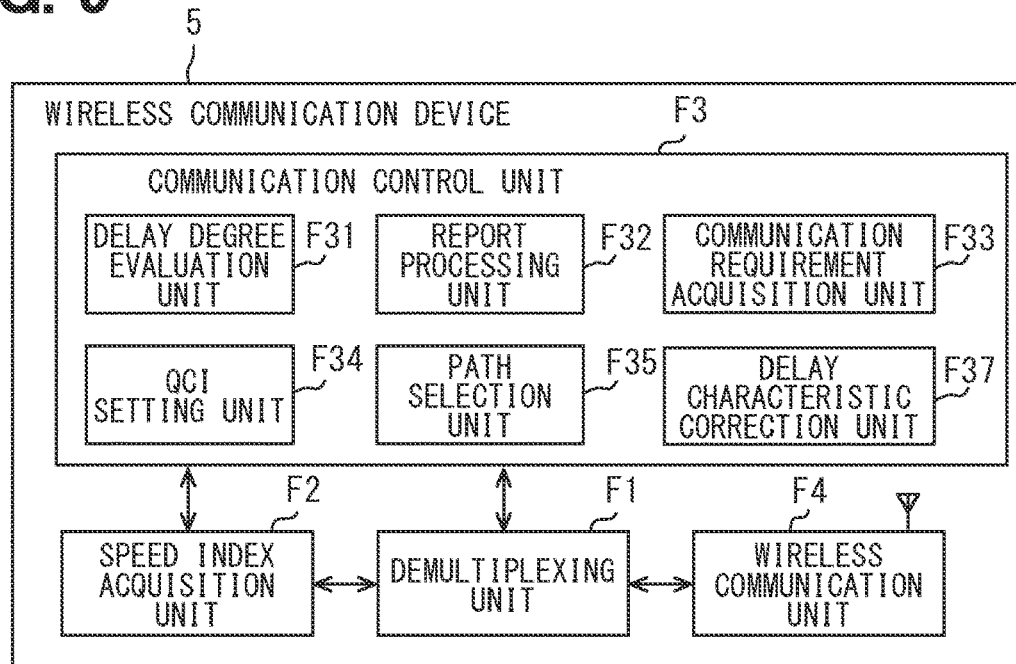 5
WIRELESS COMMUNICATION DEVICE
F3
COMMUNICATION CONTROL UNIT
DELAY DEGREE
EVALUATION
UNIT
F31
REPORT
PROCESSING
UNIT
F32
COMMUNICATION
REQUIREMENT
ACQUISITION UNIT
F33
QCI
SETTING UNIT
F34
PATH
SELECTION
UNIT
F35
DELAY
CHARACTERISTIC
CORRECTION UNIT
F37
F2
SPEED INDEX
ACQUISITION
UNIT
F1
DEMULTIPLEXING
UNIT
F4
WIRELESS
COMMUNICATION
UNIT